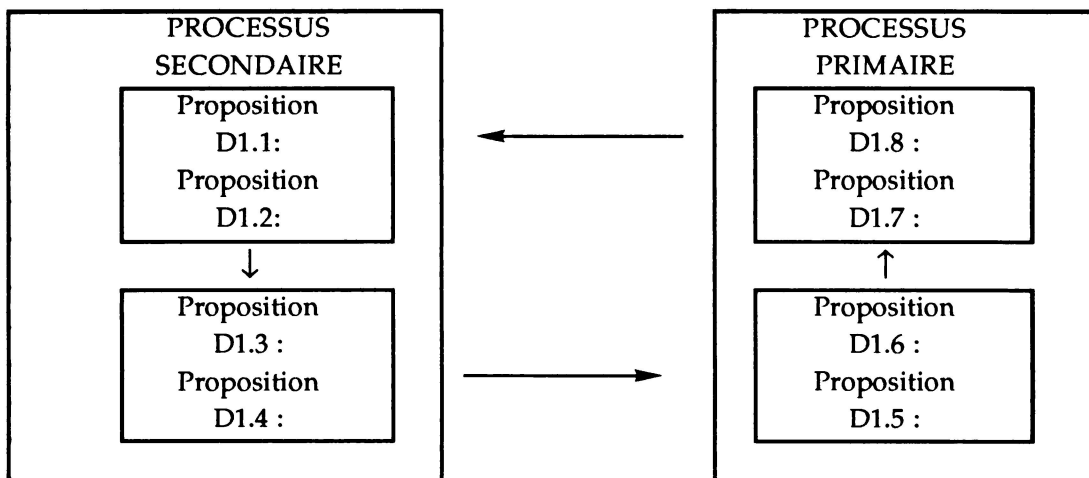 PROCESSUS
SECONDAIRE
Proposition
D1.1:
Proposition
D1.2:
↓
Proposition
D1.3 :
Proposition
D1.4 :
PROCESSUS
PRIMAIRE
Proposition
D1.8 :
Proposition
D1.7 :
↑
Proposition
D1.6 :
Proposition
D1.5 :